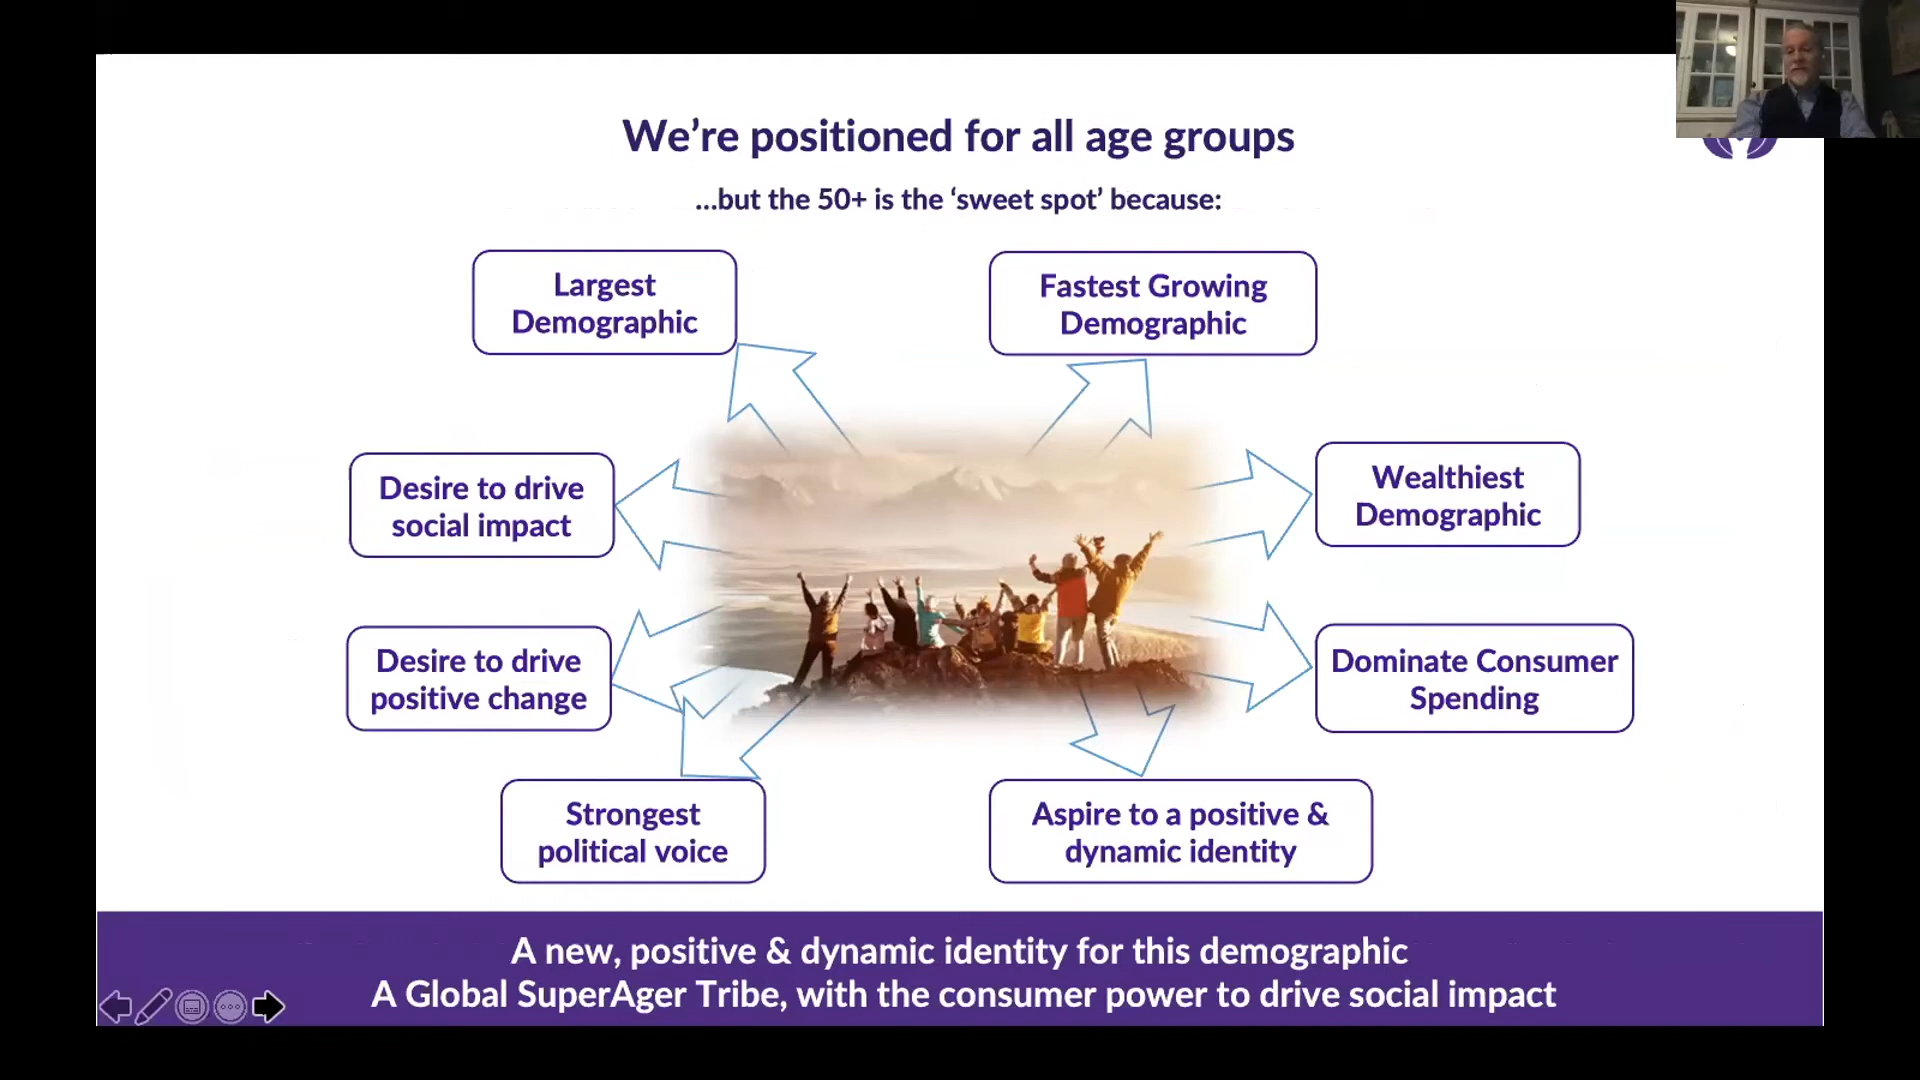 We’re positioned for all age groups
...but the 50+ is the ‘sweet spot’ because:
Largest
Demographic
Fastest Growing
Demographic
Desire to drive
social impact
Wealthiest
Demographic
Desire to drive
positive change
Dominate Consumer
Spending
Strongest
political voice
Aspire to a positive &
dynamic identity
A new, positive & dynamic identity for this demographic
A Global SuperAger Tribe, with the consumer power to drive social impact